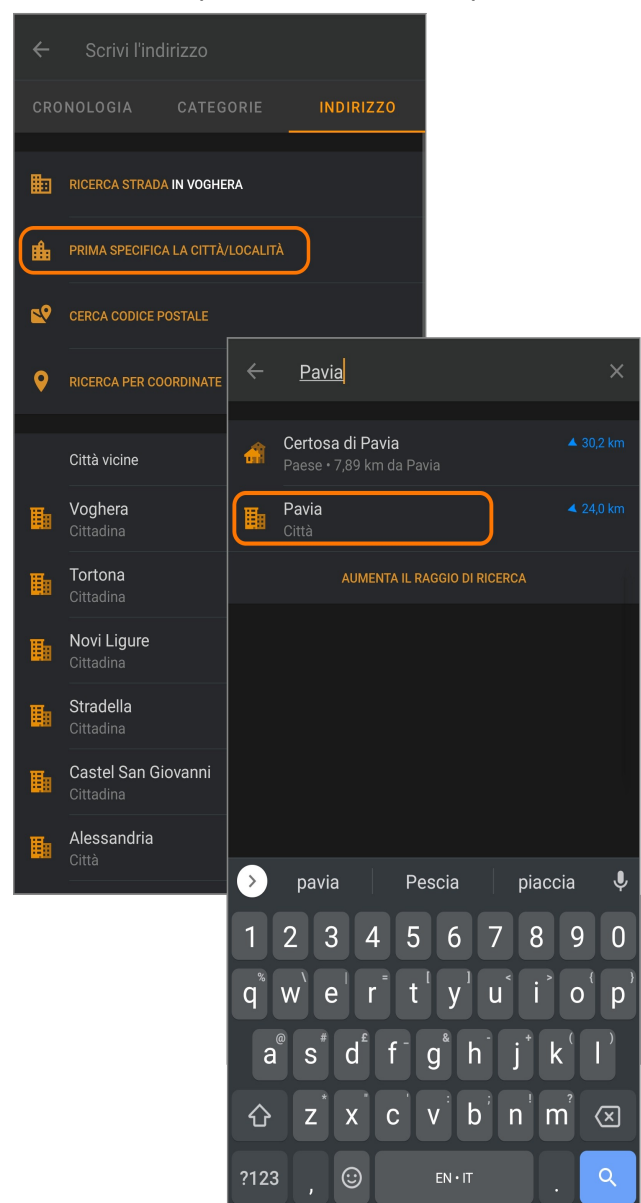 Scrivi l'indirizzo
CRONOLOGIA CATEGORIE INDIRIZZO
RICERCA STRADA IN VOGHERA
PRIMA SPECIFICA LA CITTÀ/LOCALITÀ
CERCA CODICE POSTALE
RICERCA PER COORDINATE
Città vicine
Voghera
Cittadina
Tortona
Cittadina
Novi Ligure
Cittadina
Stradella
Cittadina
Castel San Giovanni
Cittadina
Alessandria
Città
Pavia
Certosa di Pavia 30,2 km
Paese • 7,89 km da Pavia
Pavia 24,0 km
Città
AUMENTA IL RAGGIO DI RICERCA
pavia Pescia piaccia
1 2 3 4 5 6 7 8 9 0
% \ | = [ ] < > { }
q w e r t y u i o p
@ # £ - & - + ( )
a s d f g h j k l
* " ' : ; ! ?
z x c v b n m
?123 , EN • IT .